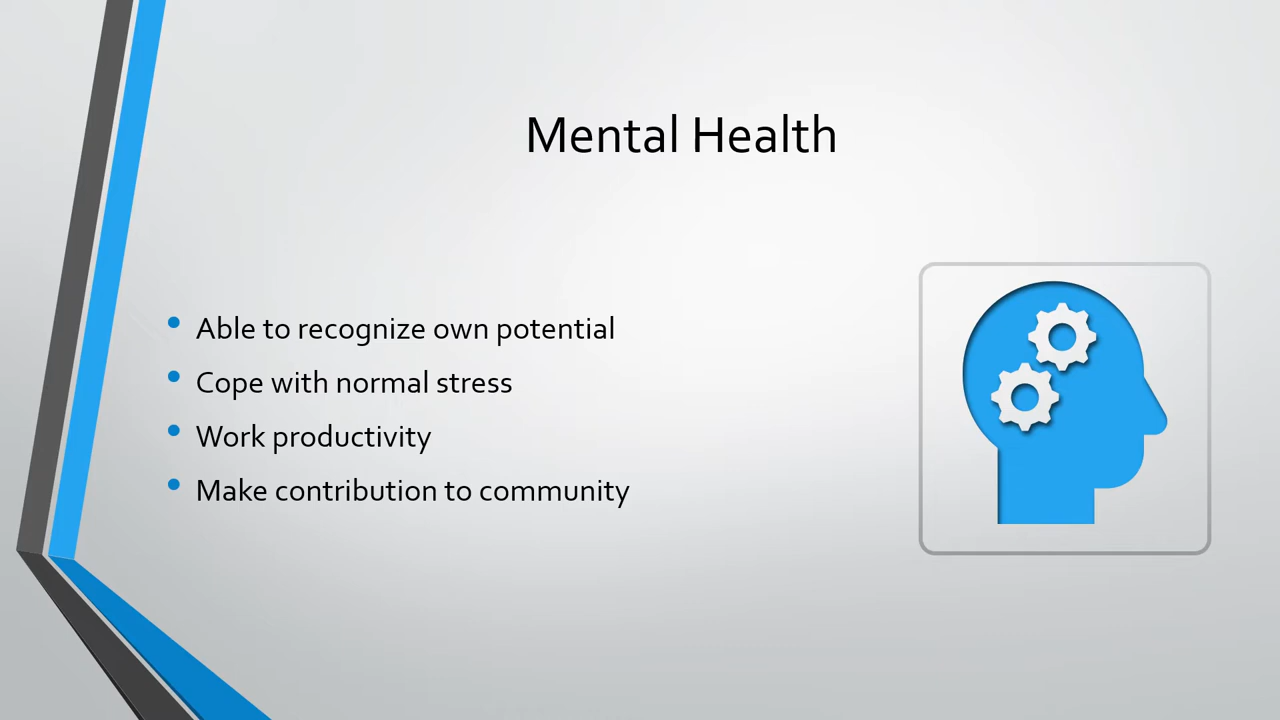 Mental Health
Able to recognize own potential
Cope with normal stress
Work productivity
Make contribution to community